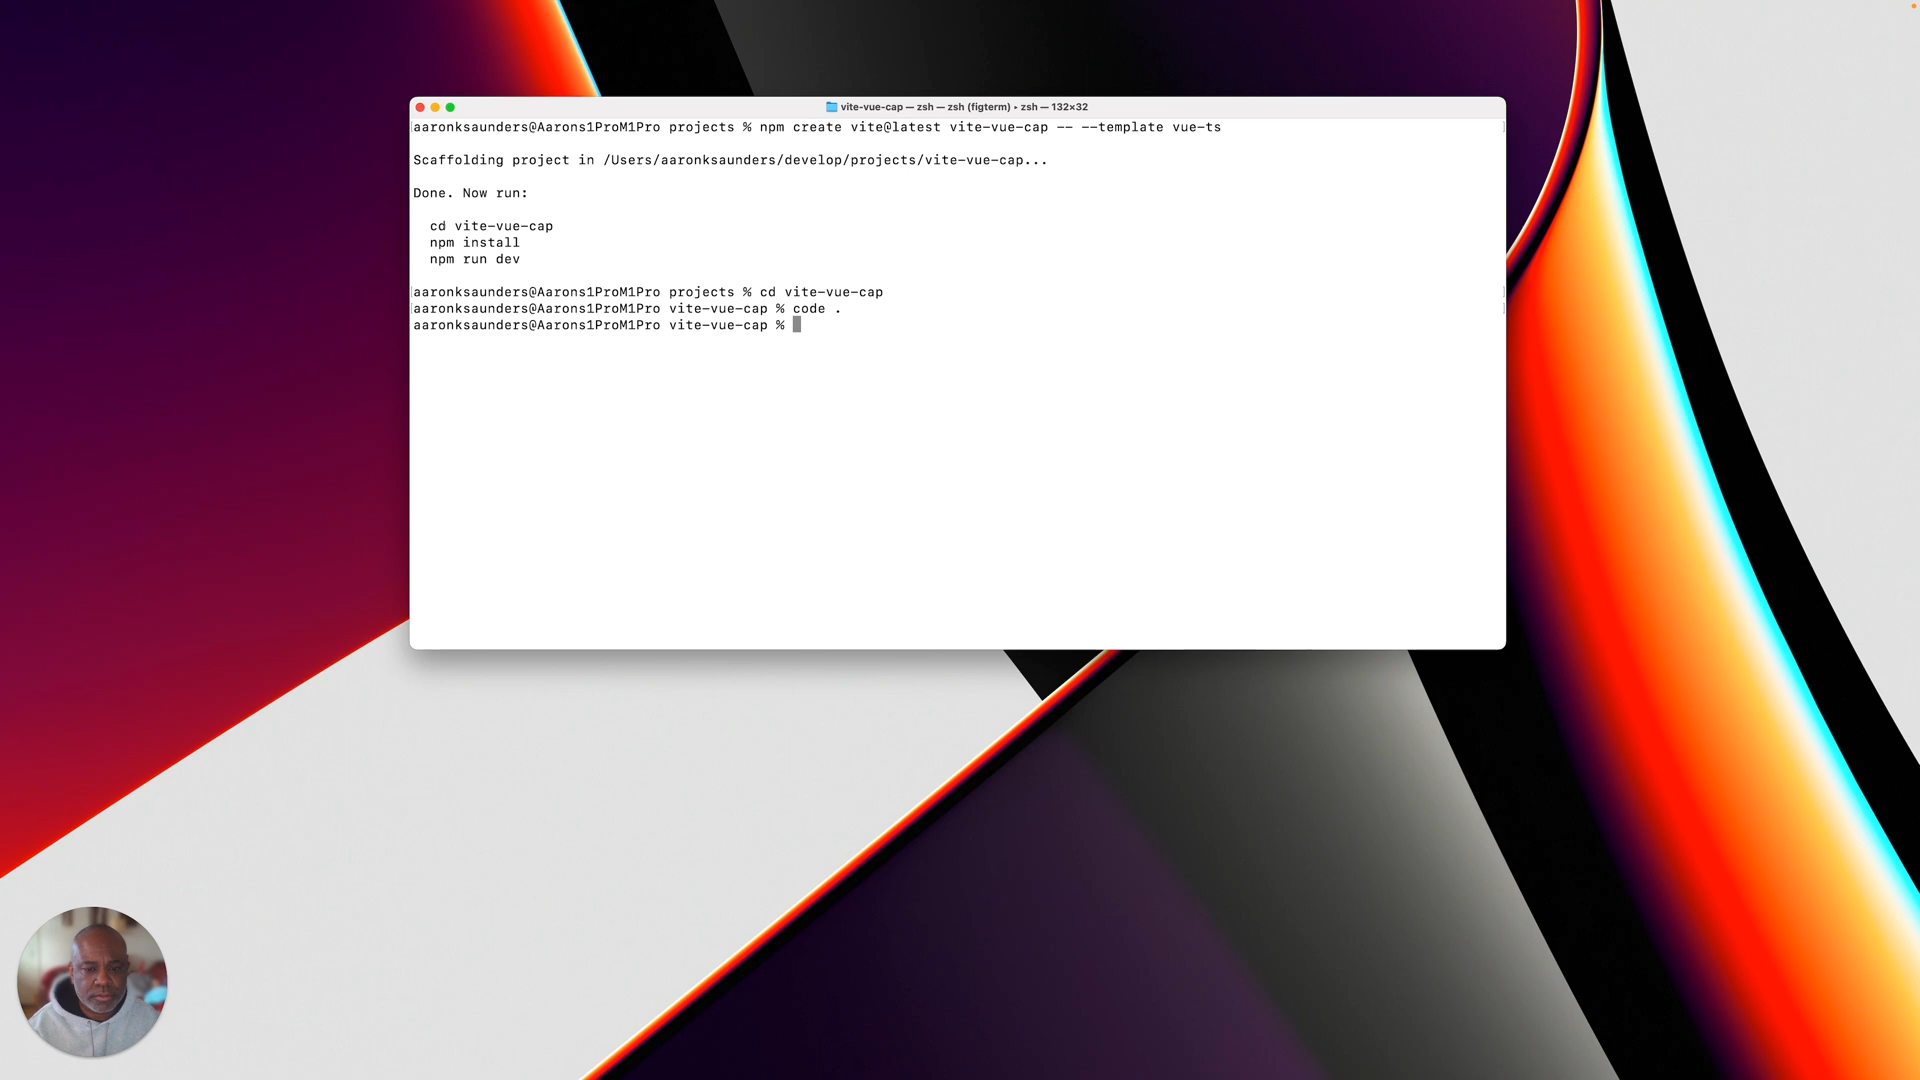 vite-vue-cap — zsh — zsh (figterm) ▸ zsh — 132×32
aaronksaunders@Aarons1ProM1Pro projects % npm create vite@latest vite-vue-cap -- --template vue-ts
Scaffolding project in /Users/aaronksaunders/develop/projects/vite-vue-cap...
Done. Now run:
cd vite-vue-cap
npm install
npm run dev
aaronksaunders@Aarons1ProM1Pro projects % cd vite-vue-cap
aaronksaunders@Aarons1ProM1Pro vite-vue-cap % code .
aaronksaunders@Aarons1ProM1Pro vite-vue-cap %